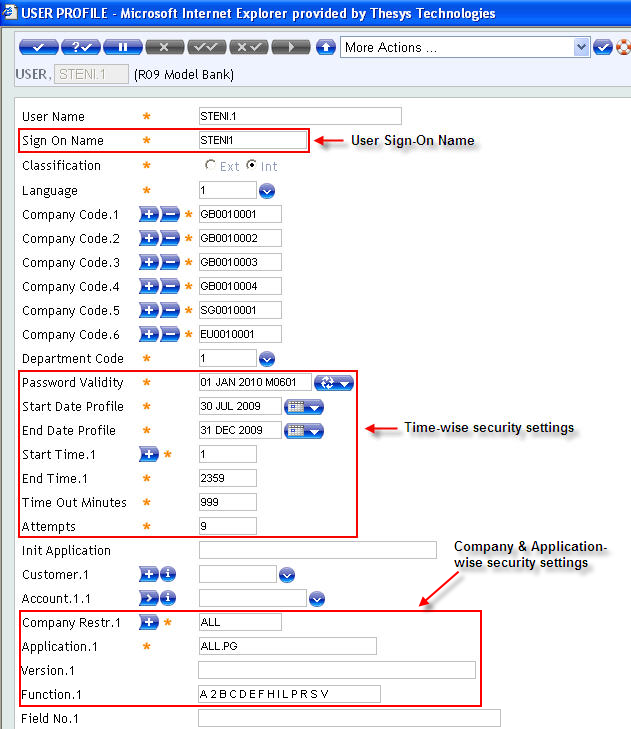 USER PROFILE - Microsoft Internet Explorer provided by Thesys Technologies
More Actions ...
USER, STENI.1 (R09 Model Bank)
User Name * STENI.1
Sign On Name * STENI1 User Sign-On Name
Classification * Ext Int
Language * 1
Company Code.1 * GB0010001
Company Code.2 * GB0010002
Company Code.3 * GB0010003
Company Code.4 * GB0010004
Company Code.5 * SG0010001
Company Code.6 * EU0010001
Department Code * 1
Password Validity * 01 JAN 2010 M0601
Start Date Profile * 30 JUL 2009
End Date Profile * 31 DEC 2009 Time-wise security settings
Start Time.1 * 1
End Time.1 * 2359
Time Out Minutes * 999
Attempts * 9
Init Application
Company & Application-
wise security settings
Customer.1
Account.1.1
Company Restr.1 * ALL
Application.1 * ALL.PG
Version.1
Function.1 A 2 B C D E F H I L P R S V
Field No.1